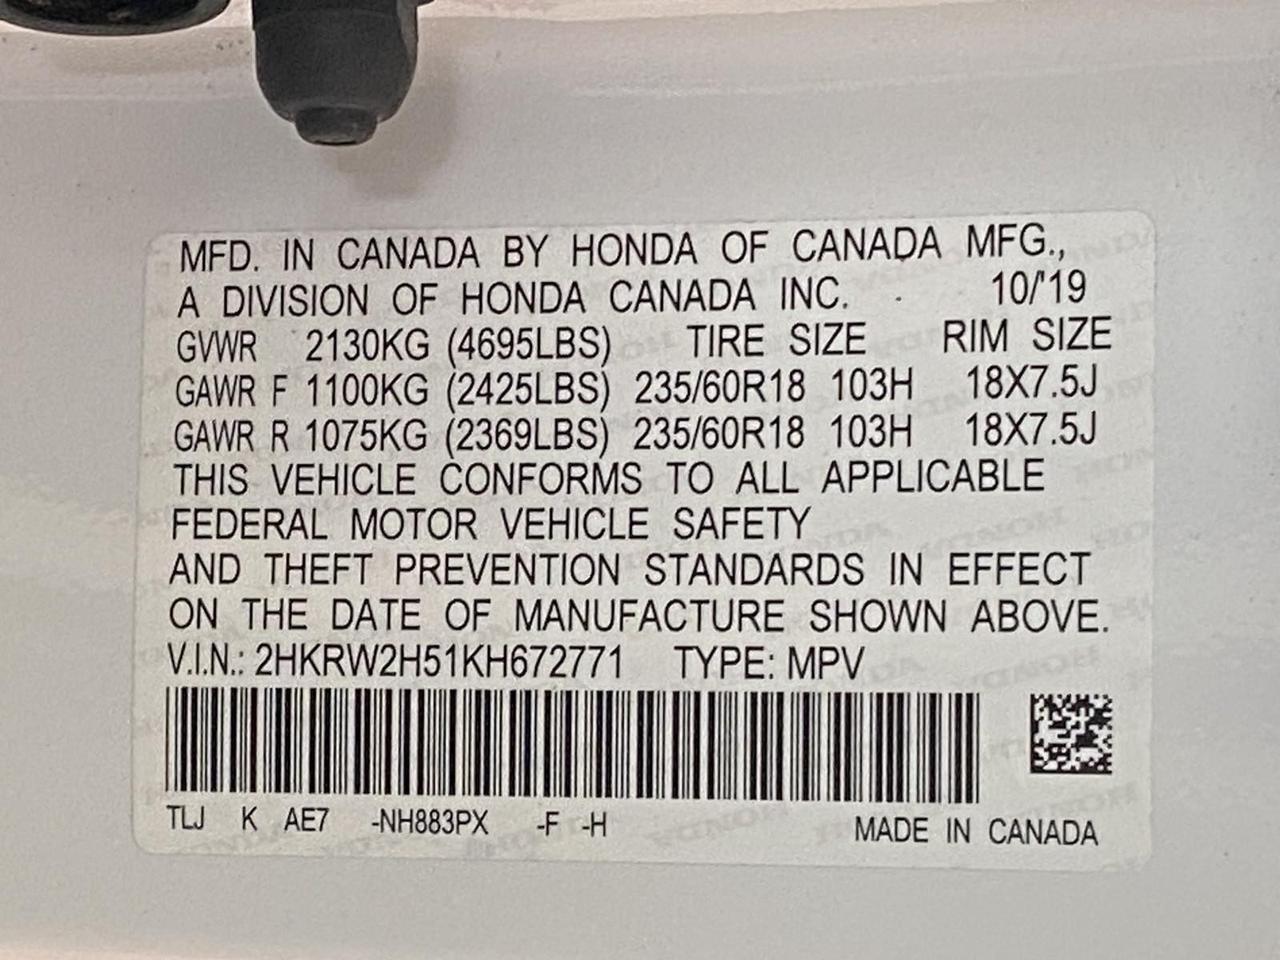 MFD. IN CANADA BY HONDA OF CANADA MFG.,
A DIVISION OF HONDA CANADA INC. 10/'19
GVWR 2130KG (4695LBS) TIRE SIZE RIM SIZE
GAWR F 1100KG (2425LBS) 235/60R18 103H 18X7.5J
GAWR R 1075KG (2369LBS) 235/60R18 103H 18X7.5J
THIS VEHICLE CONFORMS TO ALL APPLICABLE
FEDERAL MOTOR VEHICLE SAFETY
AND THEFT PREVENTION STANDARDS IN EFFECT
ON THE DATE OF MANUFACTURE SHOWN ABOVE.
V.I.N.: 2HKRW2H51KH672771 TYPE: MPV
TLJ K AE7 -NH883PX -F -H MADE IN CANADA